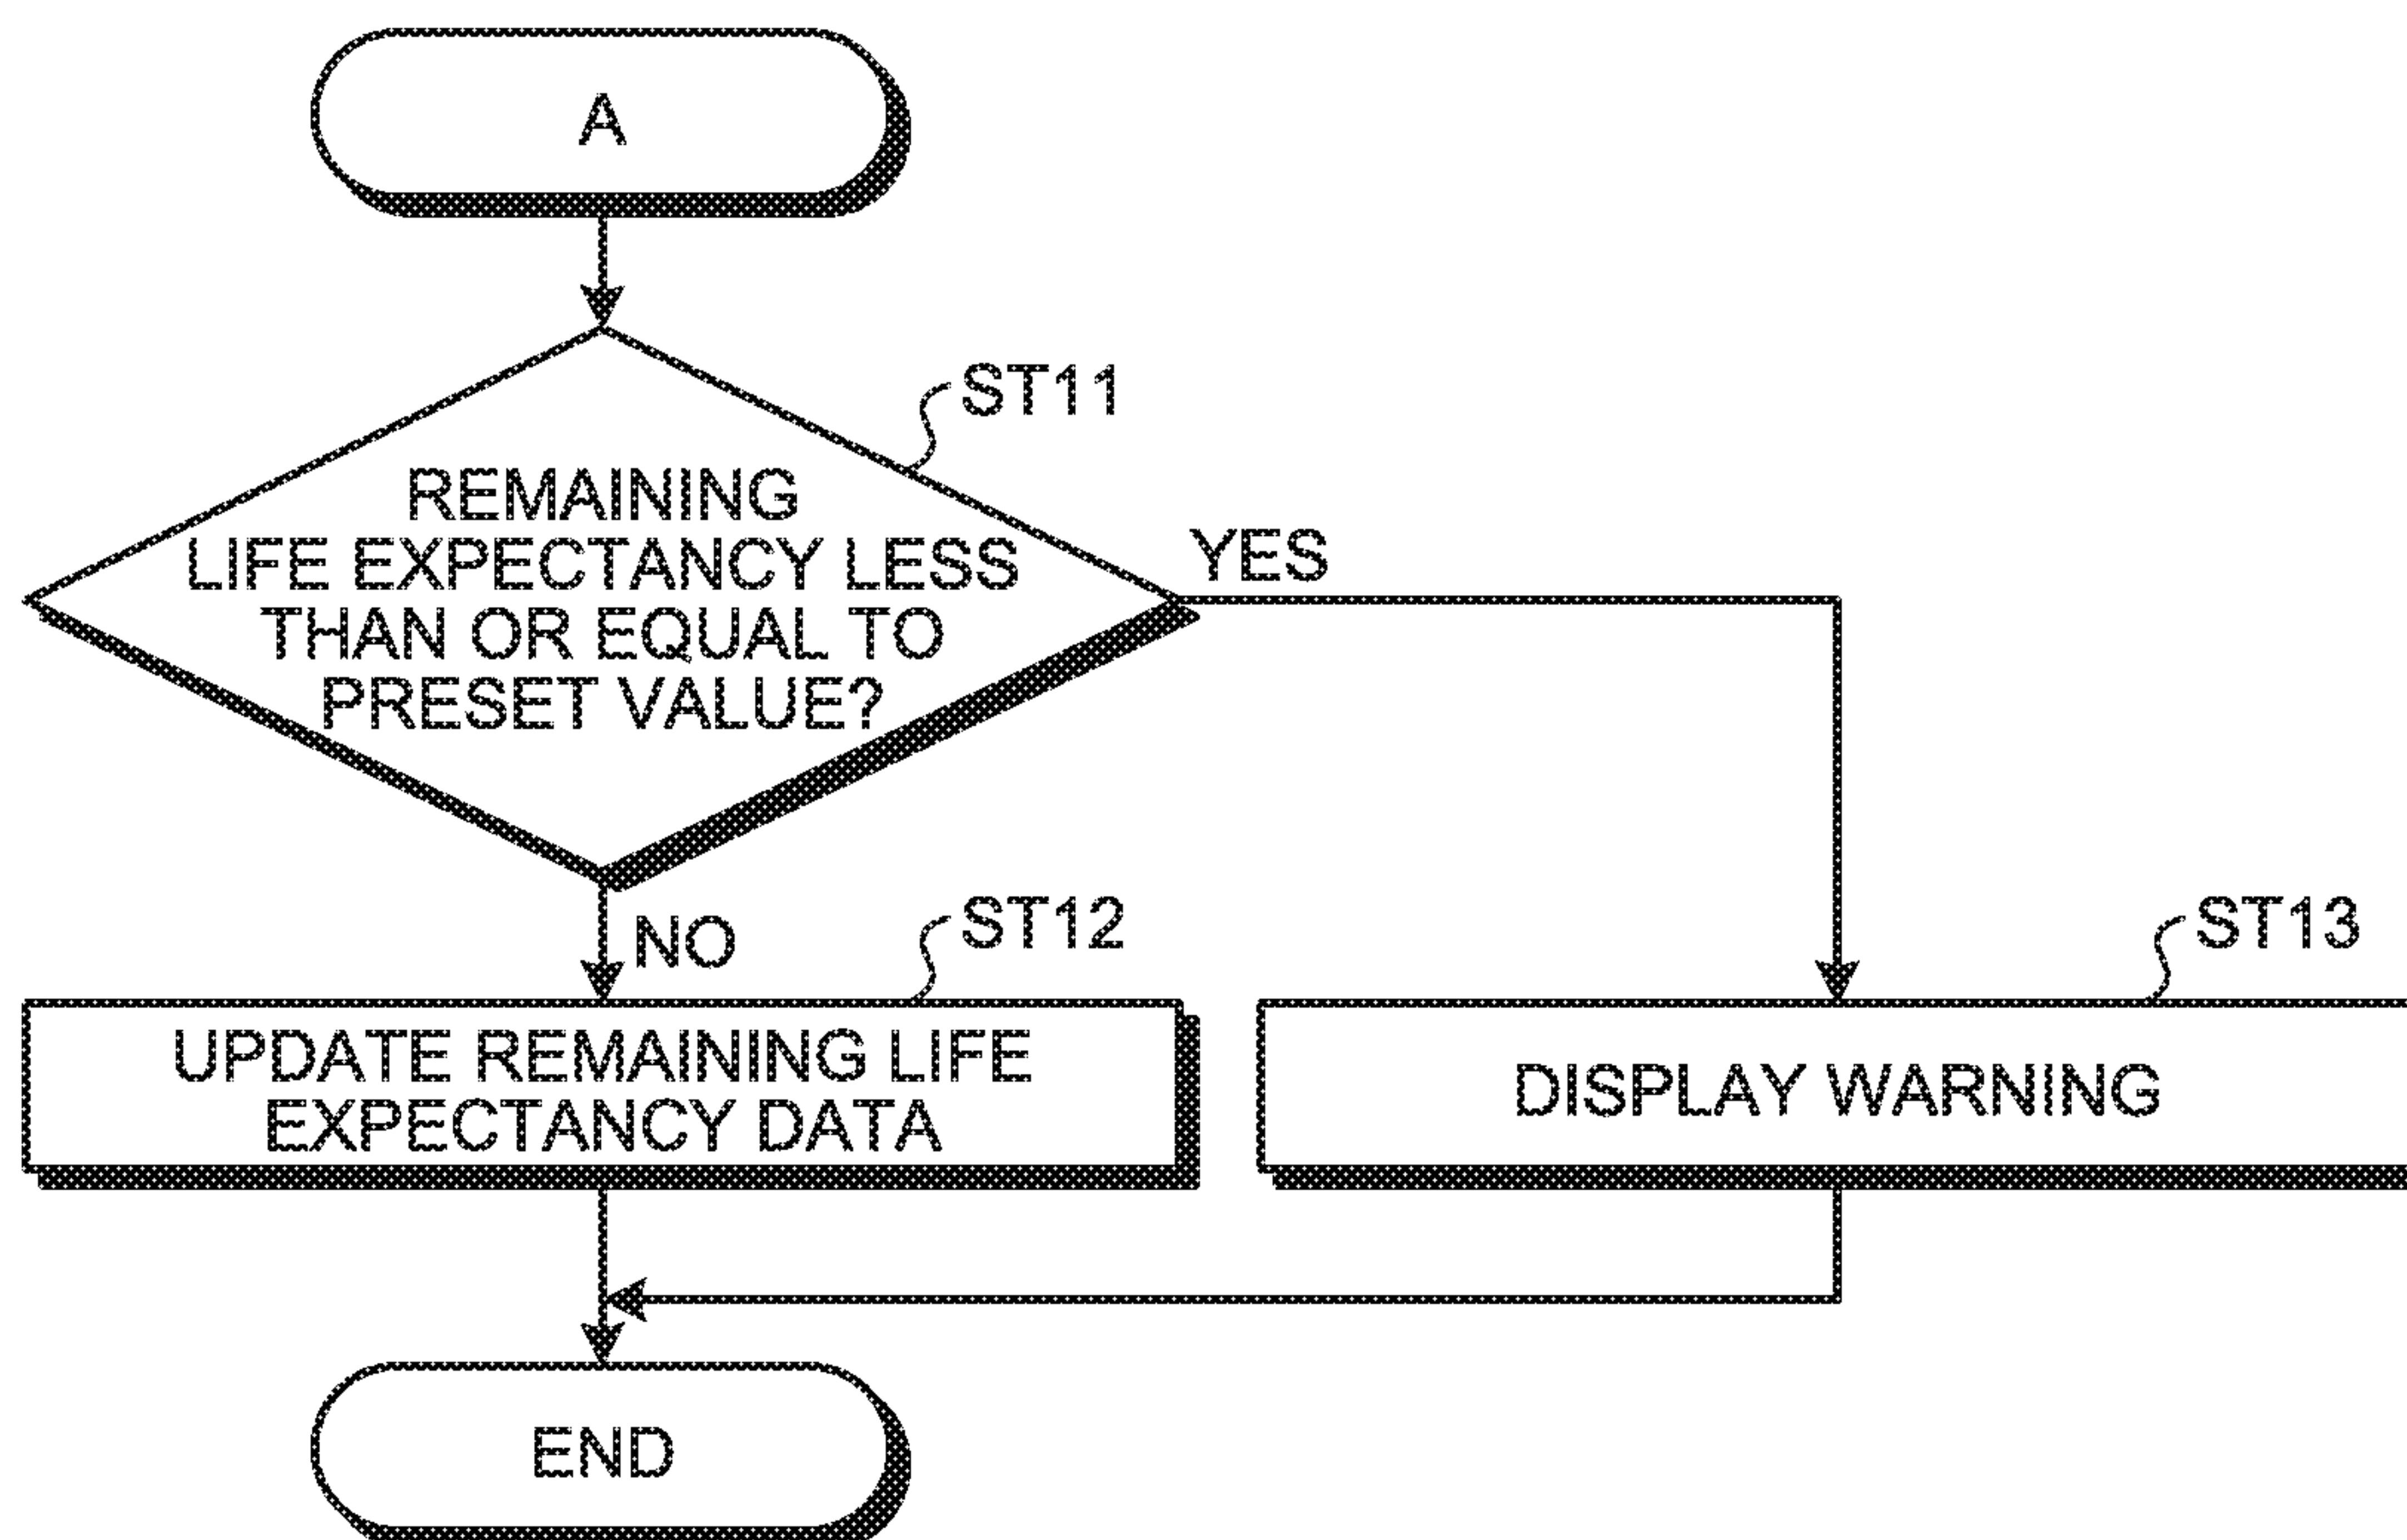 A
ST11
REMAINING
LIFE EXPECTANCY LESS
THAN OR EQUAL TO
PRESET VALUE?
YES
NO
ST12
ST13
UPDATE REMAINING LIFE
EXPECTANCY DATA
DISPLAY WARNING
END